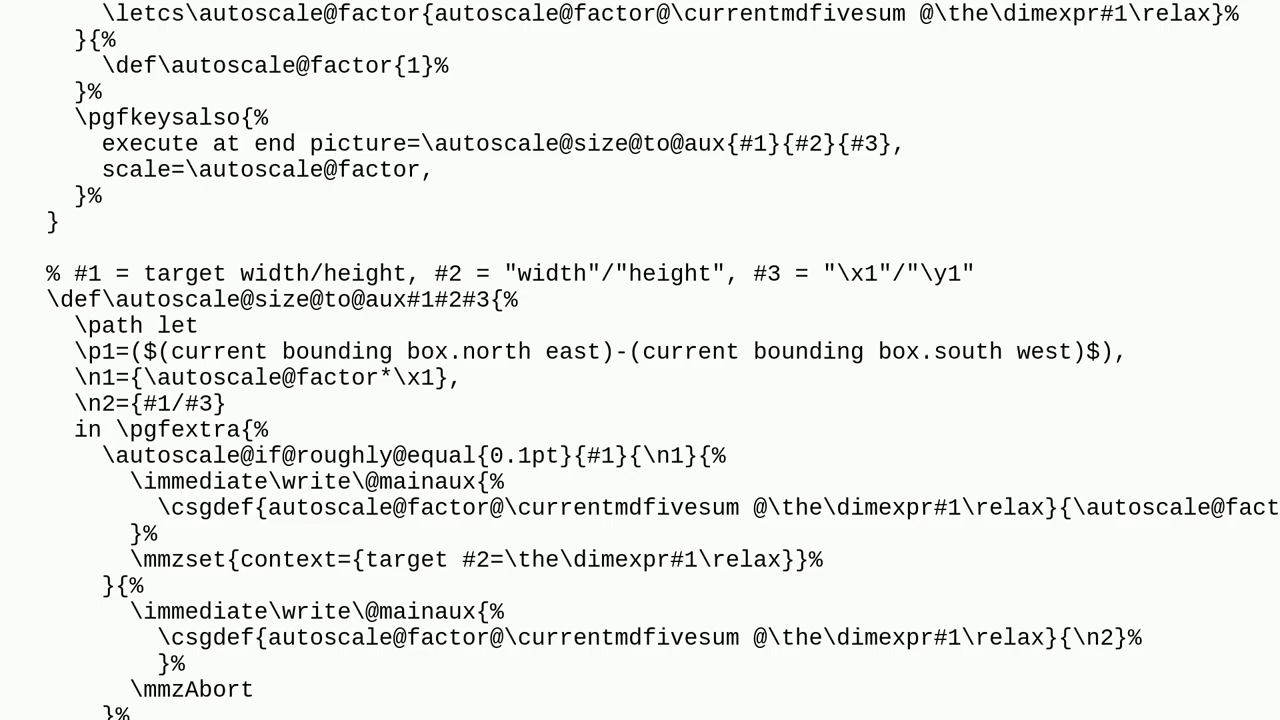 \letcs\autoscale@factor{autoscale@factor@\currentmdfivesum @\the\dimexpr#1\relax}%
}{%
\def\autoscale@factor{1}%
}%
\pgfkeysalso{%
execute at end picture=\autoscale@size@to@aux{#1}{#2}{#3},
scale=\autoscale@factor,
}%
}
% #1 = target width/height, #2 = "width"/"height", #3 = "\x1"/"\y1"
\def\autoscale@size@to@aux#1#2#3{%
\path let
\p1=($(current bounding box.north east)-(current bounding box.south west)$),
\n1={\autoscale@factor*\x1},
\n2={#1/#3}
in \pgfextra{%
\autoscale@if@roughly@equal{0.1pt}{#1}{\n1}{%
\immediate\write\@mainaux{%
\csgdef{autoscale@factor@\currentmdfivesum @\the\dimexpr#1\relax}{\autoscale@fact
}%
\mmzset{context={target #2=\the\dimexpr#1\relax}}%
}{%
\immediate\write\@mainaux{%
\csgdef{autoscale@factor@\currentmdfivesum @\the\dimexpr#1\relax}{\n2}%
}%
\mmzAbort
}%